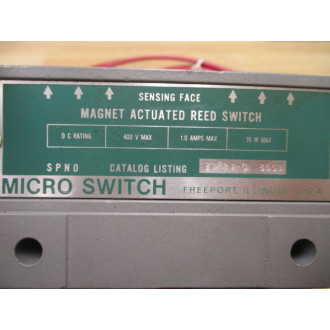 SENSING FACE
MAGNET ACTUATED REED SWITCH
DC RATING 400 V MAX 1.0 AMPS MAX 15 W MAX
SPNO CATALOG LISTING
MICRO SWITCH FREEPORT, ILLINOIS U.S.A.